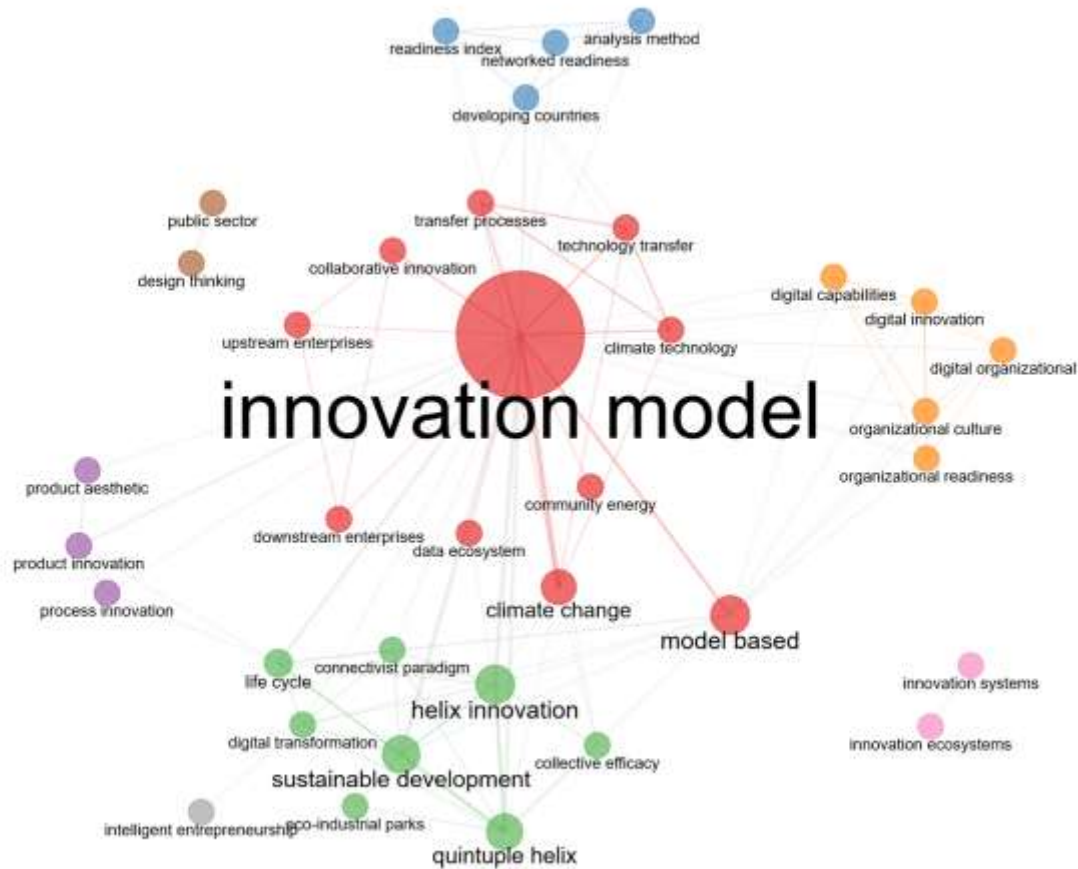 analysis method
readiness index
networked readiness
developing countries
public sector
transfer processes
technology transfer
design thinking
collaborative innovation
digital capabilities
digital innovation
upstream enterprises
climate technology
digital organizational
innovation model
organizational culture
product aesthetic
organizational readiness
community energy
downstream enterprises
data ecosystem
product innovation
process innovation
climate change
model based
connectivist paradigm
life cycle
innovation systems
helix innovation
digital transformation
innovation ecosystems
collective efficacy
sustainable development
intelligent entrepreneurship
eco-industrial parks
quintuple helix